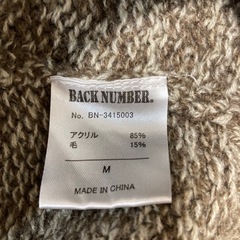 BACK NUMBER.
No. BN-3415003
アクリル 85%
毛 15%
M
MADE IN CHINA